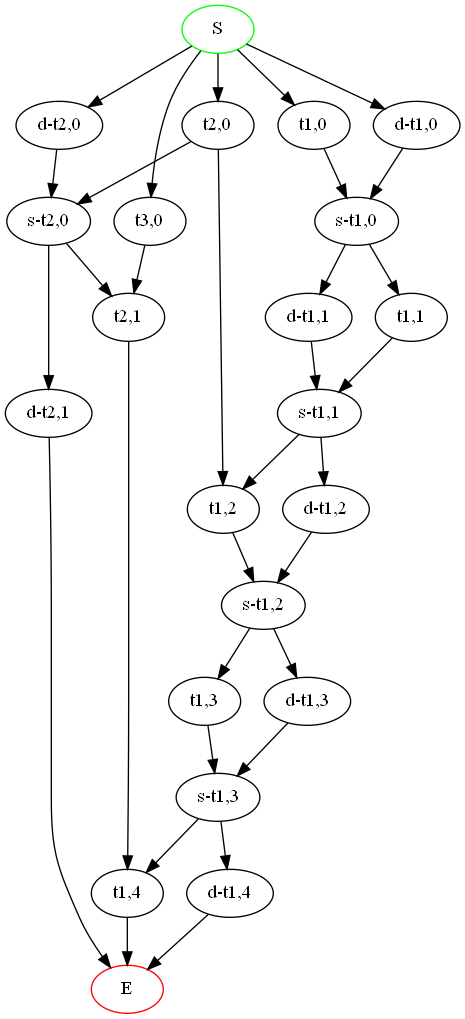 S
d-t2,0
t2,0
t1,0
d-t1,0
s-t2,0
t3,0
s-t1,0
t2,1
d-t1,1
t1,1
d-t2,1
s-t1,1
t1,2
d-t1,2
s-t1,2
t1,3
d-t1,3
s-t1,3
t1,4
d-t1,4
E